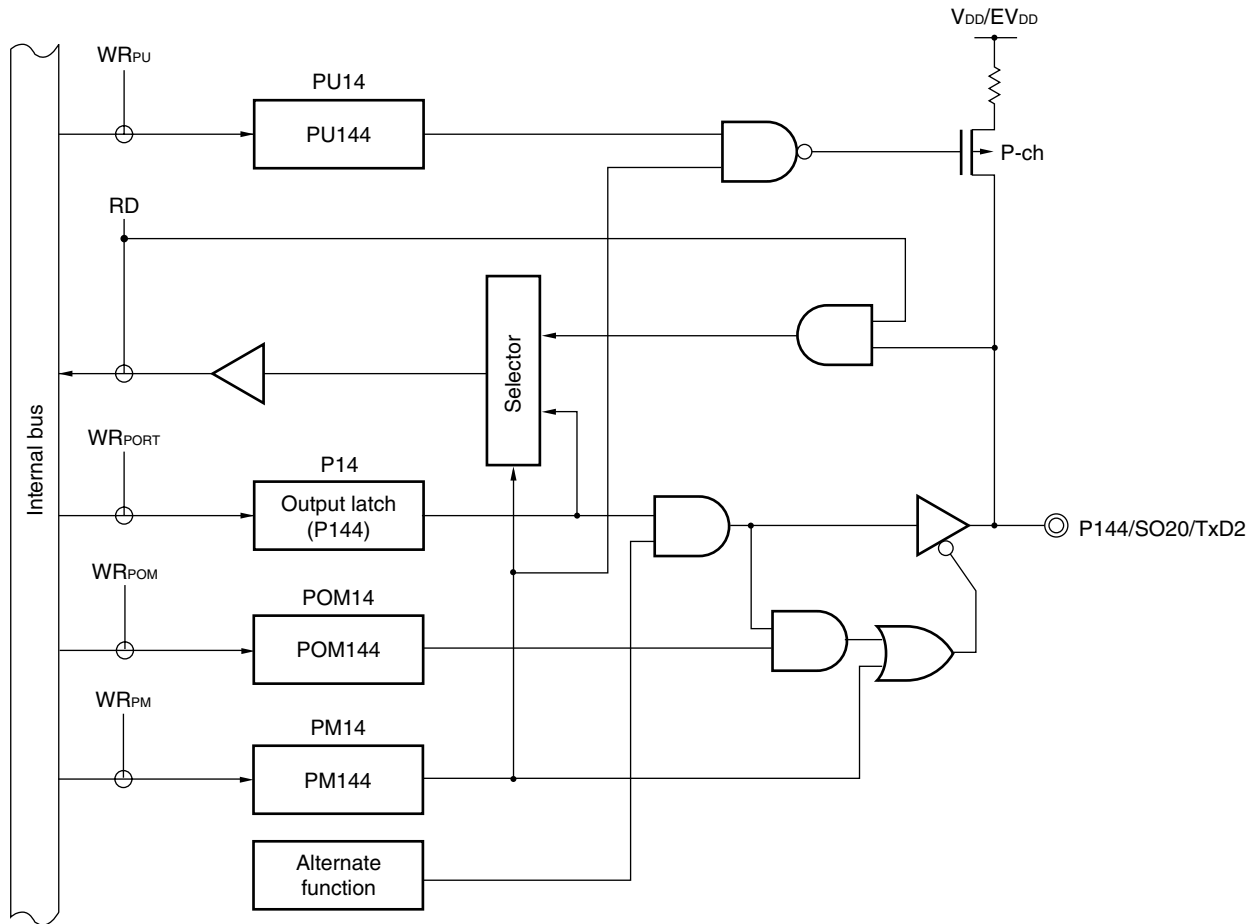 VDD/EVDD
WRPU
PU14
PU144
P-ch
RD
Selector
Internal bus
WRPORT
P14
Output latch
(P144)
P144/SO20/TxD2
WRPOM
POM14
POM144
WRPM
PM14
PM144
Alternate
function